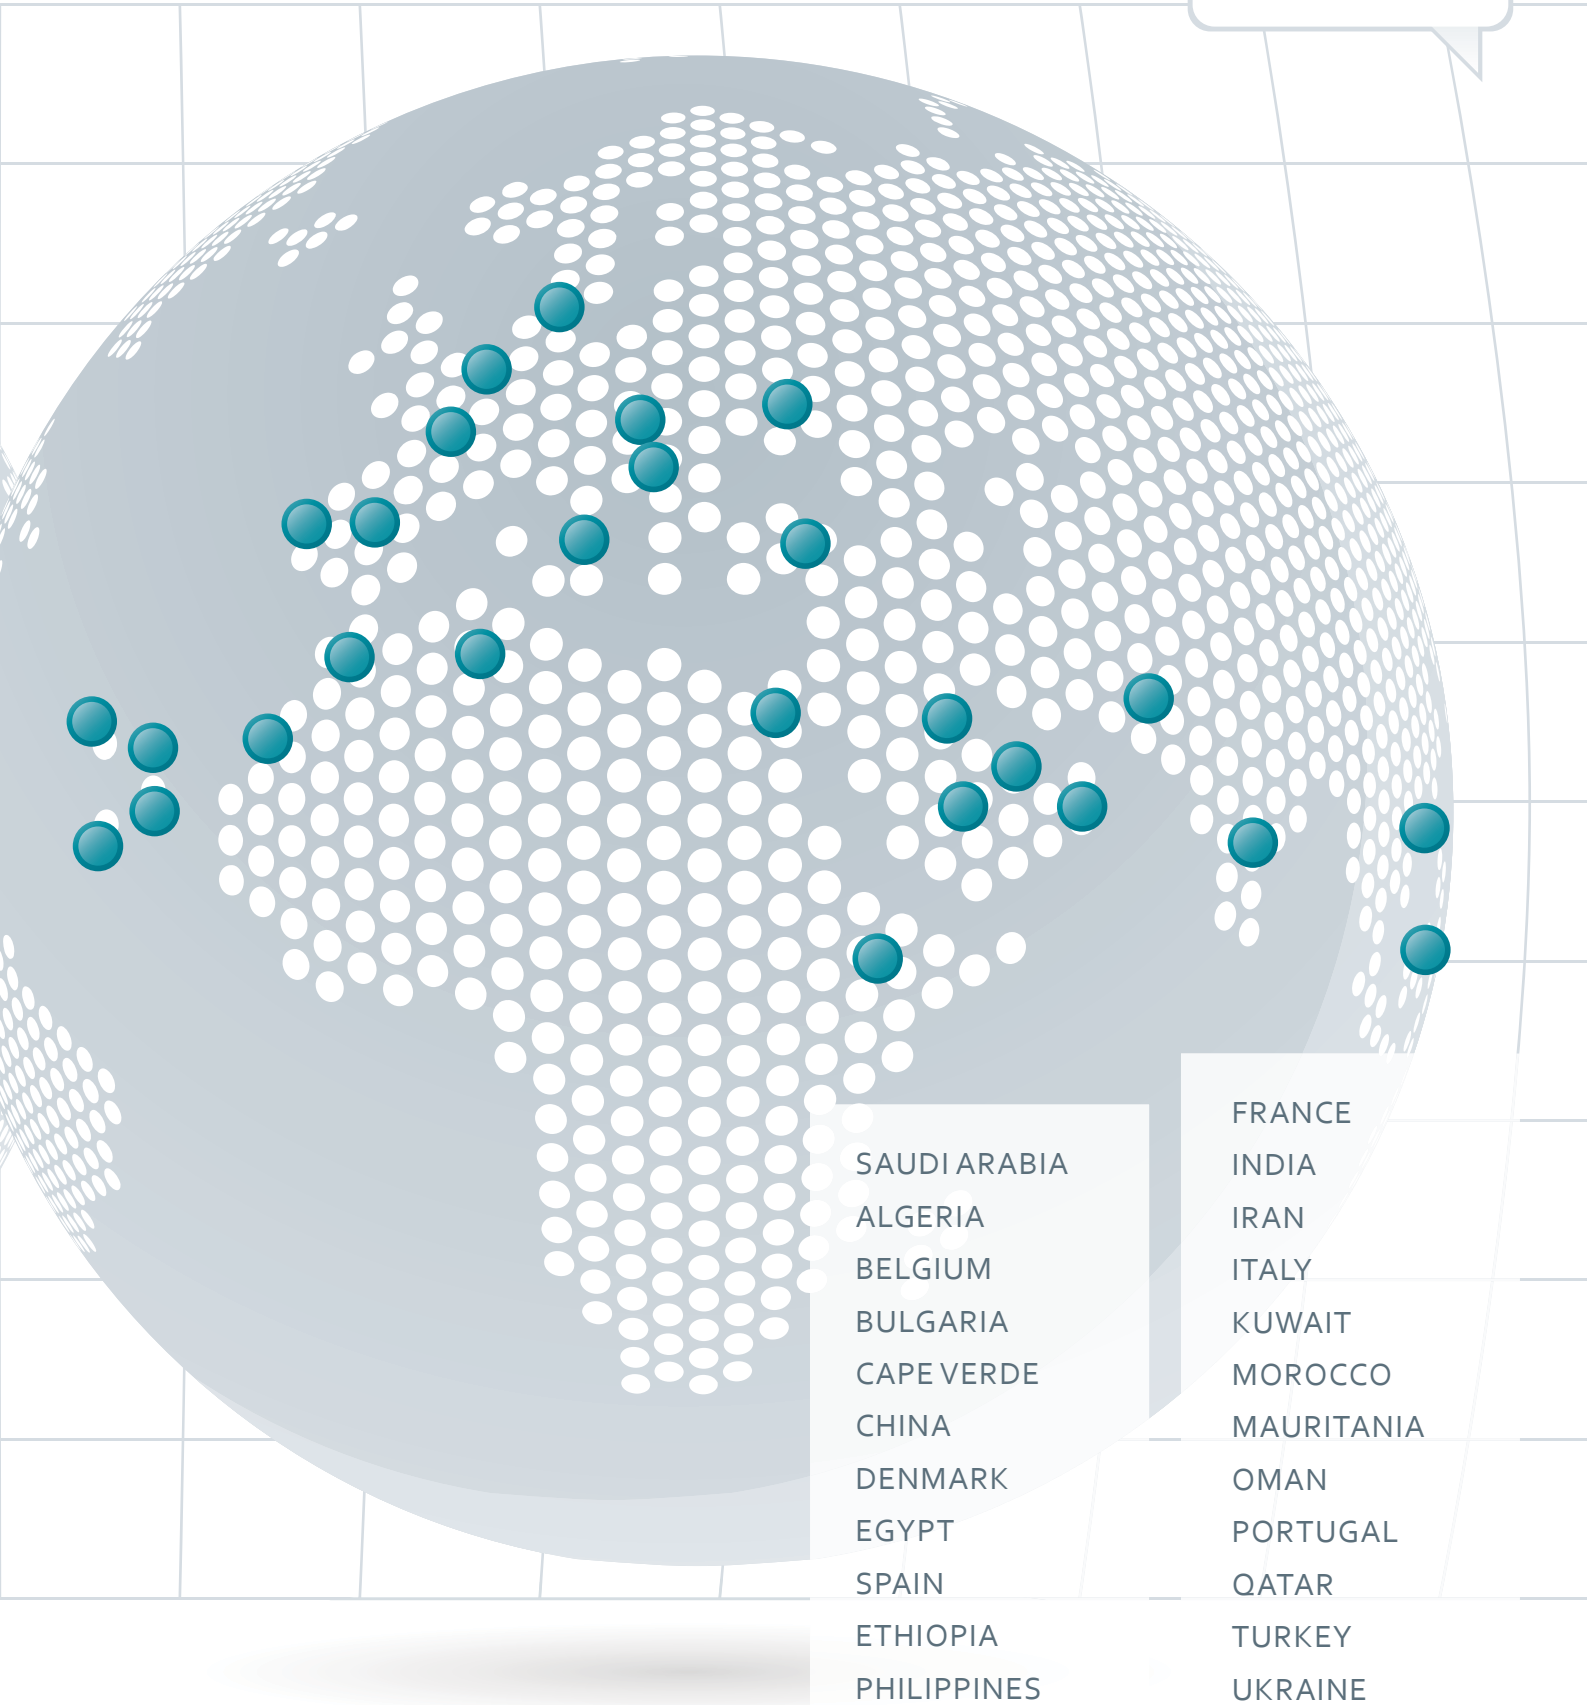 SAUDI ARABIA
ALGERIA
BELGIUM
BULGARIA
CAPE VERDE
CHINA
DENMARK
EGYPT
SPAIN
ETHIOPIA
PHILIPPINES
FRANCE
INDIA
IRAN
ITALY
KUWAIT
MOROCCO
MAURITANIA
OMAN
PORTUGAL
QATAR
TURKEY
UKRAINE